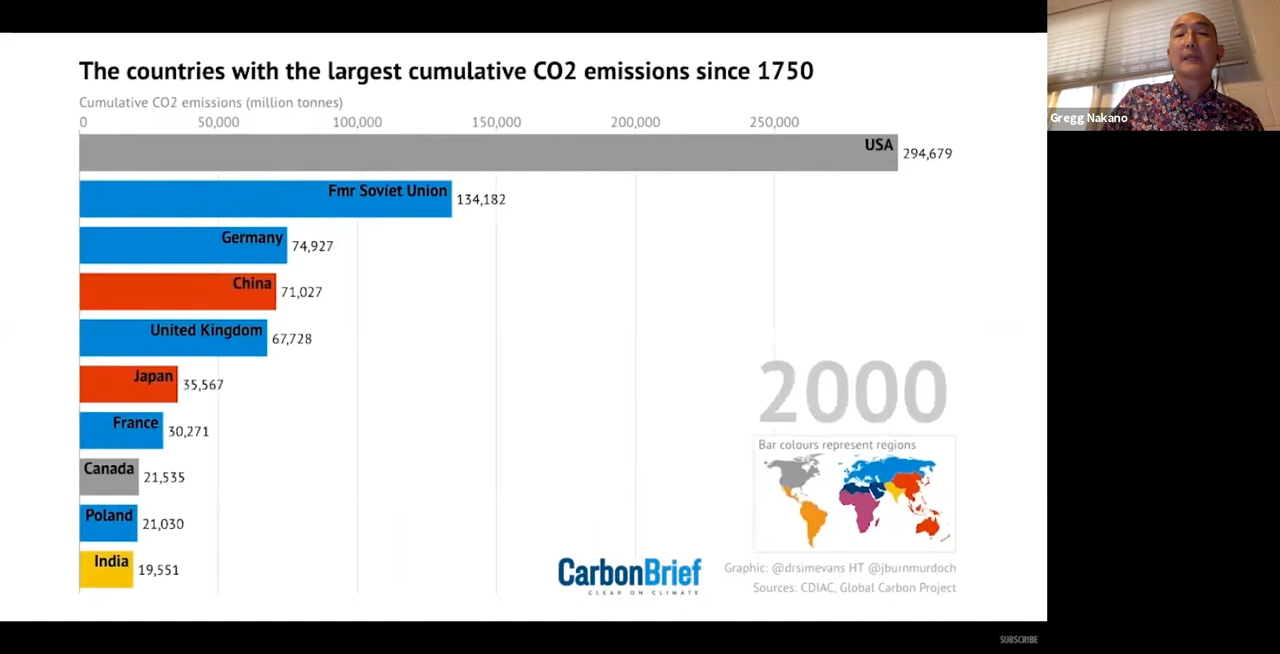 The countries with the largest cumulative CO2 emissions since 1750
Cumulative CO2 emissions (million tonnes)
0 50,000 100,000 150,000 200,000 250,000
USA 294,679
Fmr Soviet Union 134,182
Germany 74,927
China 71,027
United Kingdom 67,728
Japan 35,567
France 30,271
Canada 21,535
Poland 21,030
India 19,551
2000
Bar colours represent regions
CarbonBrief
CLEAR ON CLIMATE
Graphic: @drsimevans HT @jburnmurdoch
Sources: CDIAC, Global Carbon Project
SUBSCRIBE
Gregg Nakano